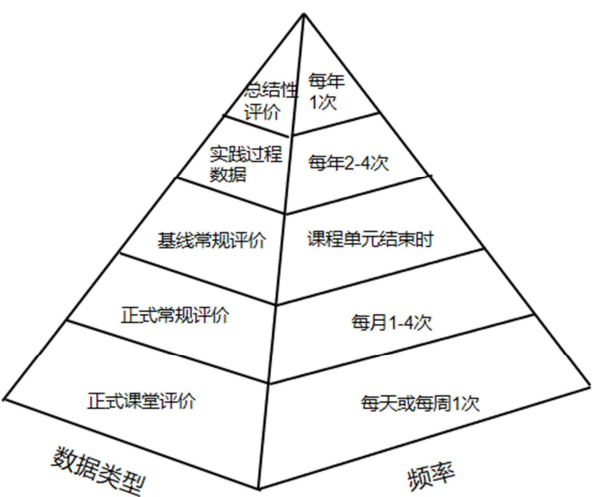 总结性
评价
每年
1次
实践过程
数据
每年2-4次
基线常规评价
课程单元结束时
正式常规评价
每月1-4次
正式课堂评价
每天或每周1次
数据类型
频率